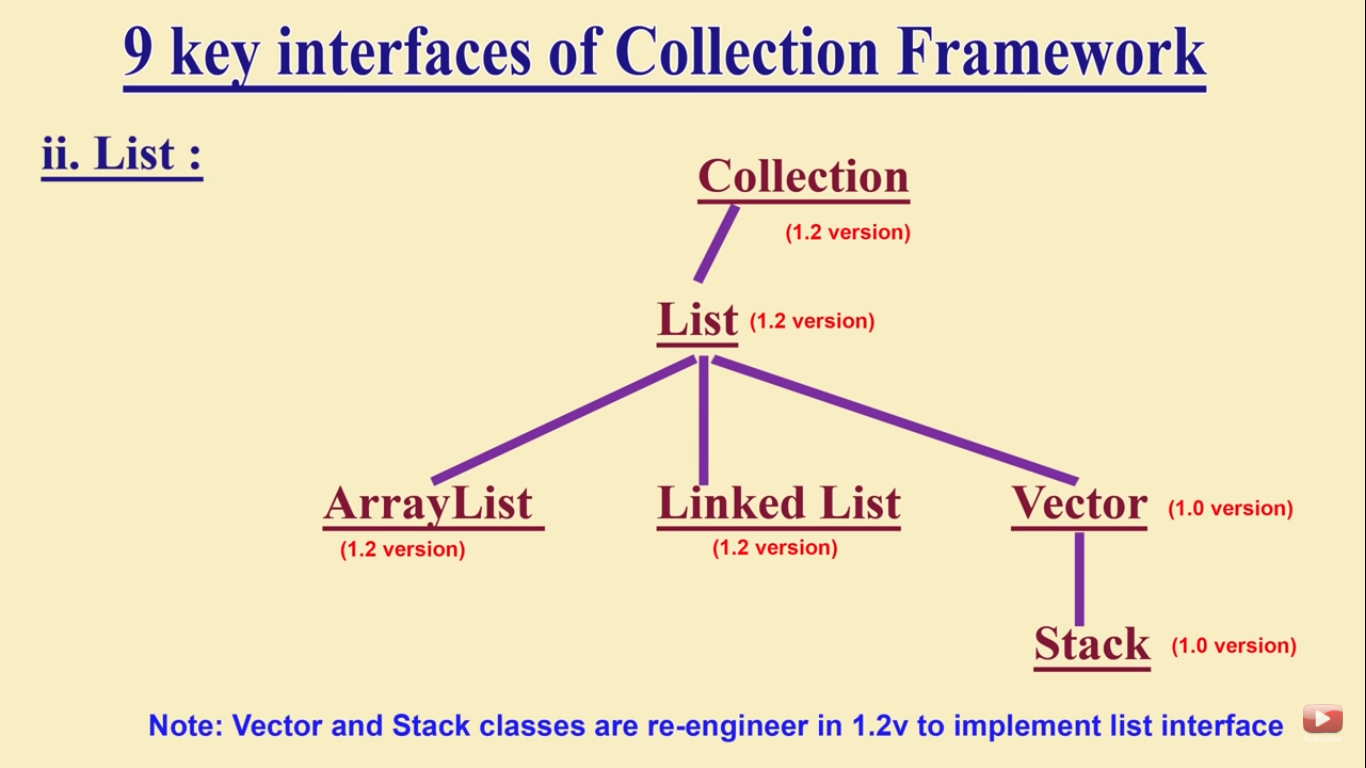 9 key interfaces of Collection Framework
ii. List :
Collection
(1.2 version)
List (1.2 version)
ArrayList
(1.2 version)
Linked List
(1.2 version)
Vector (1.0 version)
Stack (1.0 version)
Note: Vector and Stack classes are re-engineer in 1.2v to implement list interface